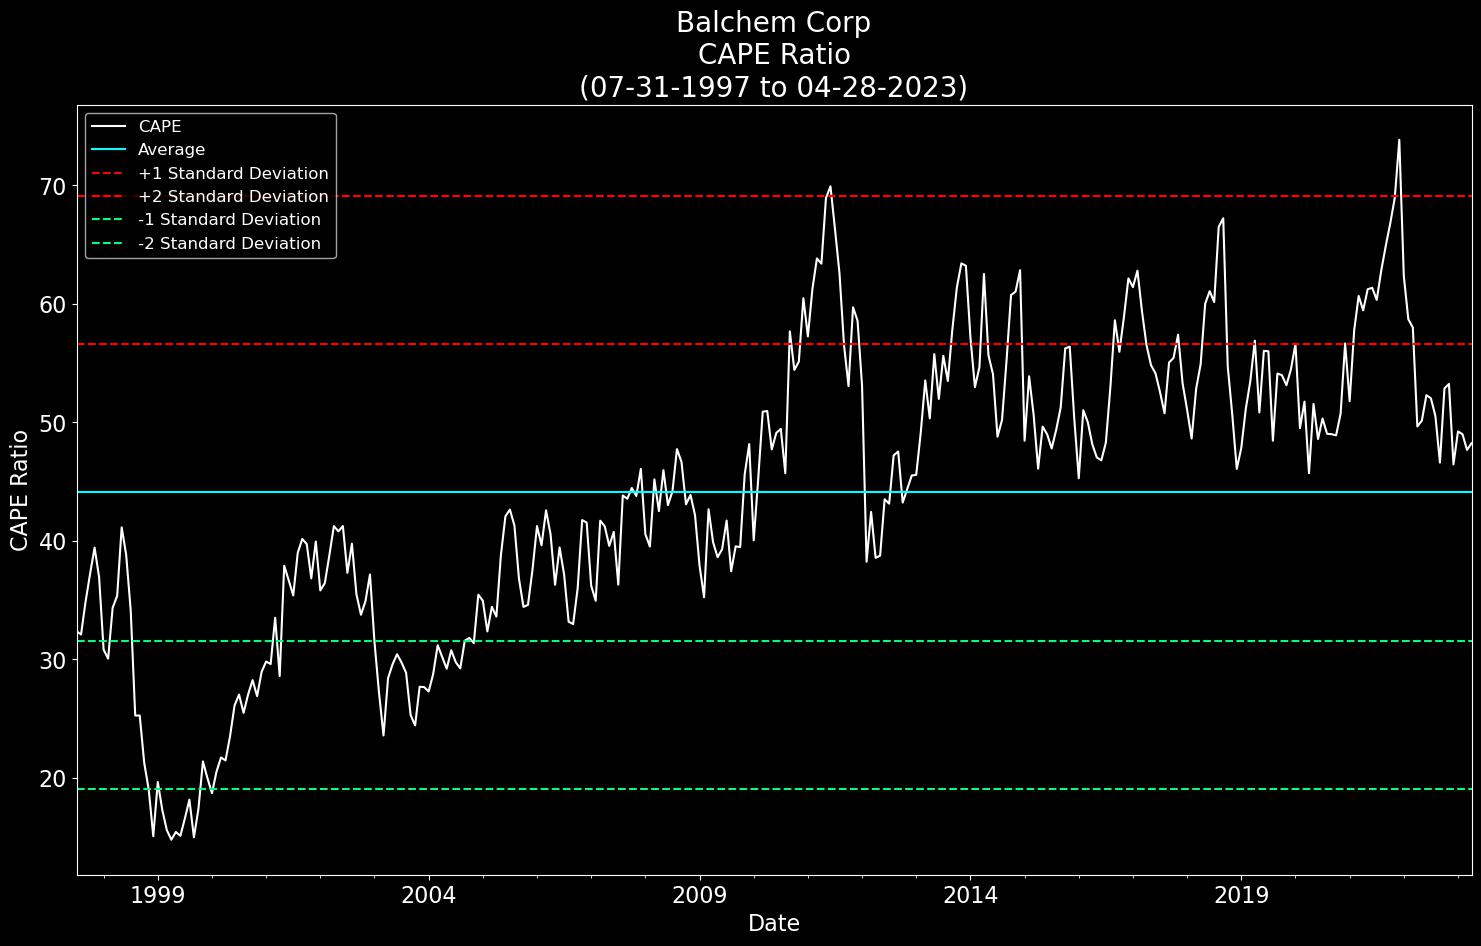 Balchem Corp
CAPE Ratio
(07-31-1997 to 04-28-2023)
CAPE
Average
+1 Standard Deviation
+2 Standard Deviation
-1 Standard Deviation
-2 Standard Deviation
70
60
50
40
30
20
CAPE Ratio
1999
2004
2009
2014
2019
Date